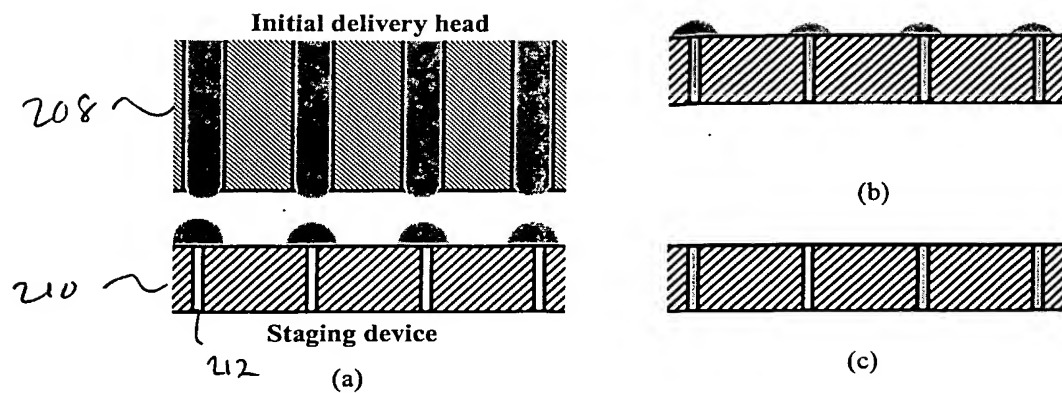 Initial delivery head
208
210
Staging device
212
(a)
(b)
(c)